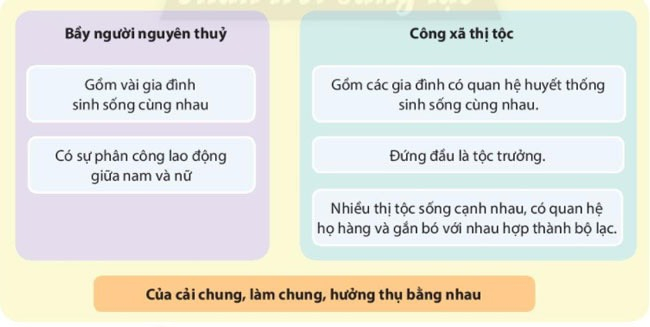 Bầy người nguyên thuỷ
Gồm vài gia đình
sinh sống cùng nhau
Có sự phân công lao động
giữa nam và nữ
Công xã thị tộc
Gồm các gia đình có quan hệ huyết thống
sinh sống cùng nhau.
Đứng đầu là tộc trưởng.
Nhiều thị tộc sống cạnh nhau, có quan hệ
họ hàng và gắn bó với nhau hợp thành bộ lạc.
Của cải chung, làm chung, hưởng thụ bằng nhau